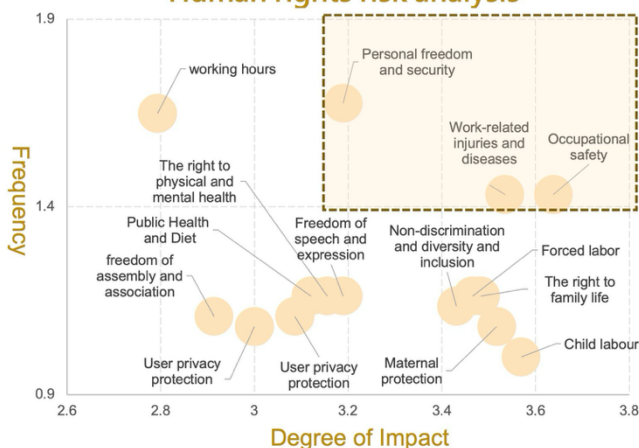 Human rights risk analysis
1.9
working hours
Personal freedom
and security
Work-related
injuries and
diseases
Occupational
safety
Frequency
1.4
The right to
physical and
mental health
Public Health
and Diet
Freedom of
speech and
expression
freedom of
assembly and
association
Non-discrimination
and diversity and
inclusion
Forced labor
The right to
family life
User privacy
protection
User privacy
protection
Maternal
protection
Child labour
0.9
2.6
2.8
3
3.2
3.4
3.6
3.8
Degree of Impact